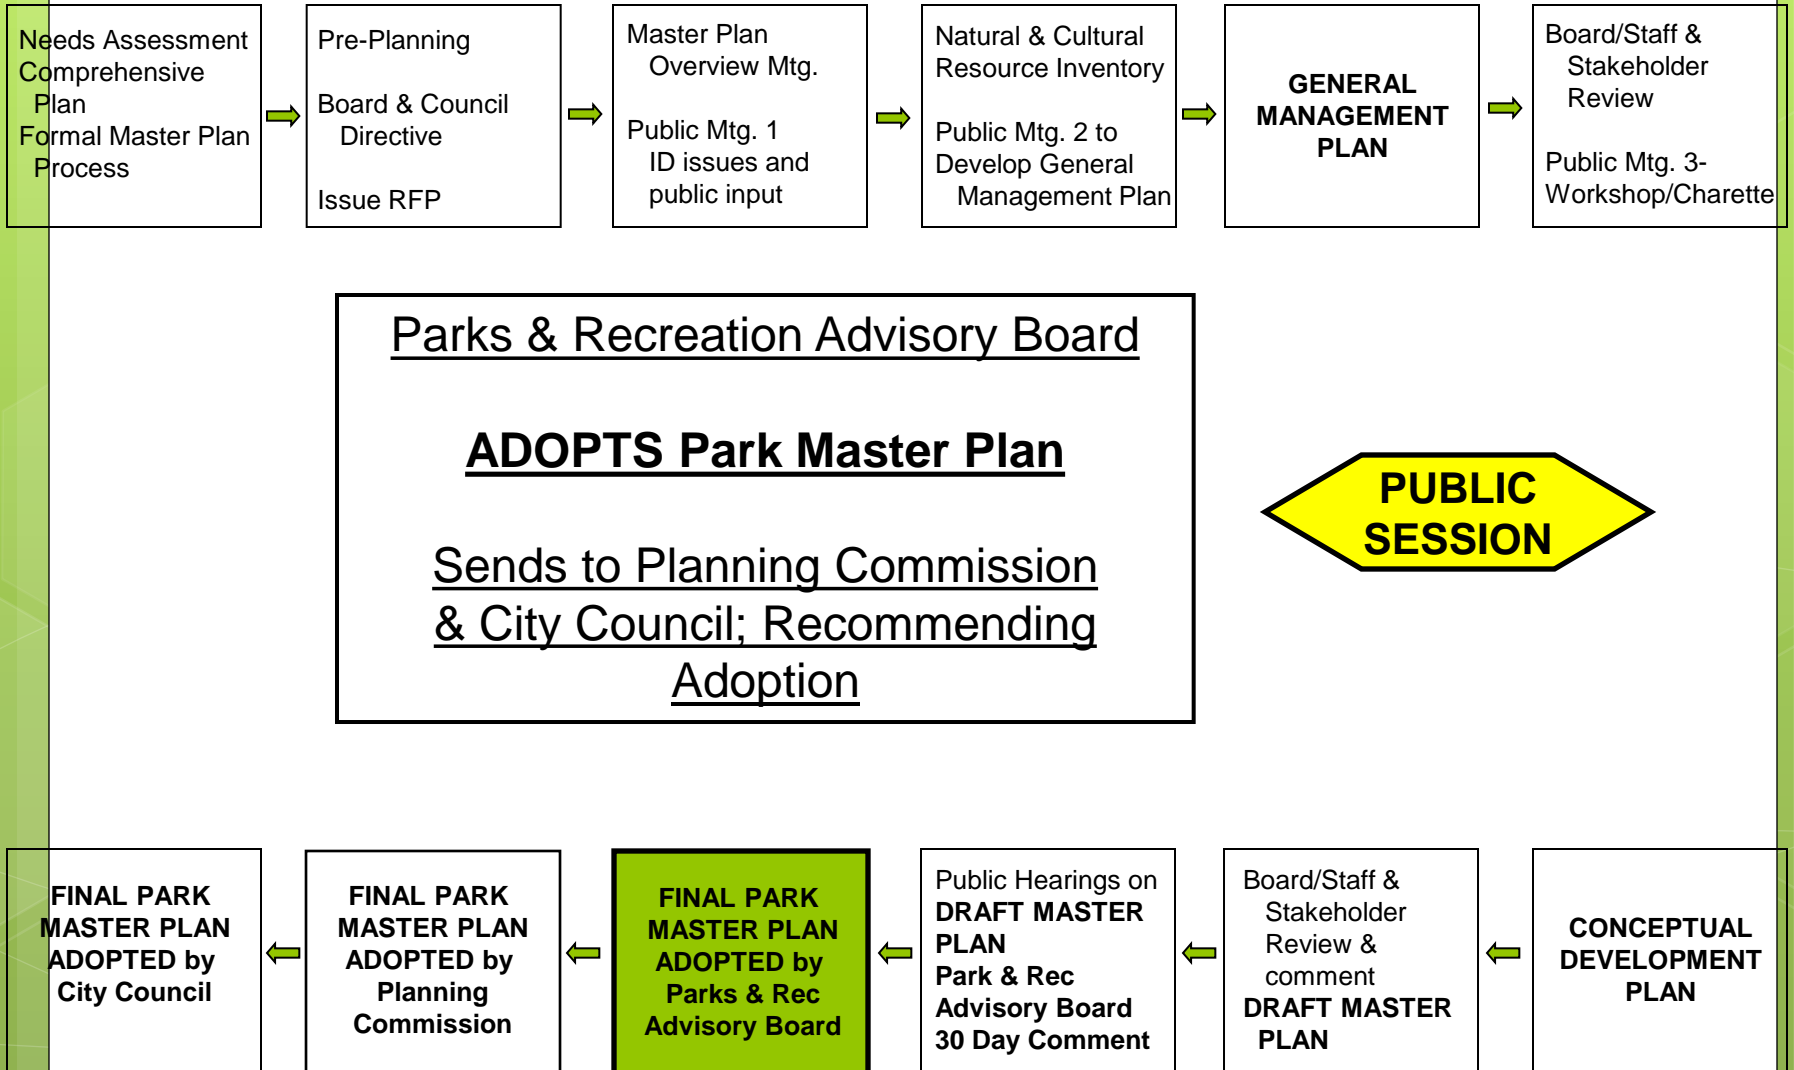 Needs Assessment
Comprehensive
Plan
Formal Master Plan
Process
Pre-Planning
Board & Council
Directive
Issue RFP
Master Plan
Overview Mtg.
Public Mtg. 1
ID issues and
public input
Natural & Cultural
Resource Inventory
Public Mtg. 2 to
Develop General
Management Plan
GENERAL
MANAGEMENT
PLAN
Board/Staff &
Stakeholder
Review
Public Mtg. 3-
Workshop/Charette
Parks & Recreation Advisory Board
ADOPTS Park Master Plan
Sends to Planning Commission
& City Council; Recommending
Adoption
PUBLIC
SESSION
FINAL PARK
MASTER PLAN
ADOPTED by
City Council
FINAL PARK
MASTER PLAN
ADOPTED by
Planning
Commission
FINAL PARK
MASTER PLAN
ADOPTED by
Parks & Rec
Advisory Board
Public Hearings on
DRAFT MASTER
PLAN
Park & Rec
Advisory Board
30 Day Comment
Board/Staff &
Stakeholder
Review &
comment
DRAFT MASTER
PLAN
CONCEPTUAL
DEVELOPMENT
PLAN